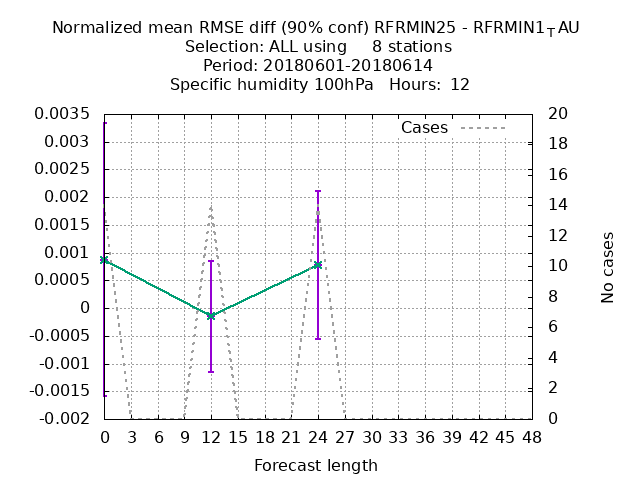 Normalized mean RMSE diff (90% conf) RFRMIN25 - RFRMIN1TAU
Selection: ALL using     8 stations
Period: 20180601-20180614
Specific humidity 100hPa   Hours:  12
Cases
0.0035
0.003
0.0025
0.002
0.0015
0.001
0.0005
0
-0.0005
-0.001
-0.0015
-0.002
20
18
16
14
12
10
8
6
4
2
0
No cases
0 3 6 9 12 15 18 21 24 27 30 33 36 39 42 45 48
Forecast length